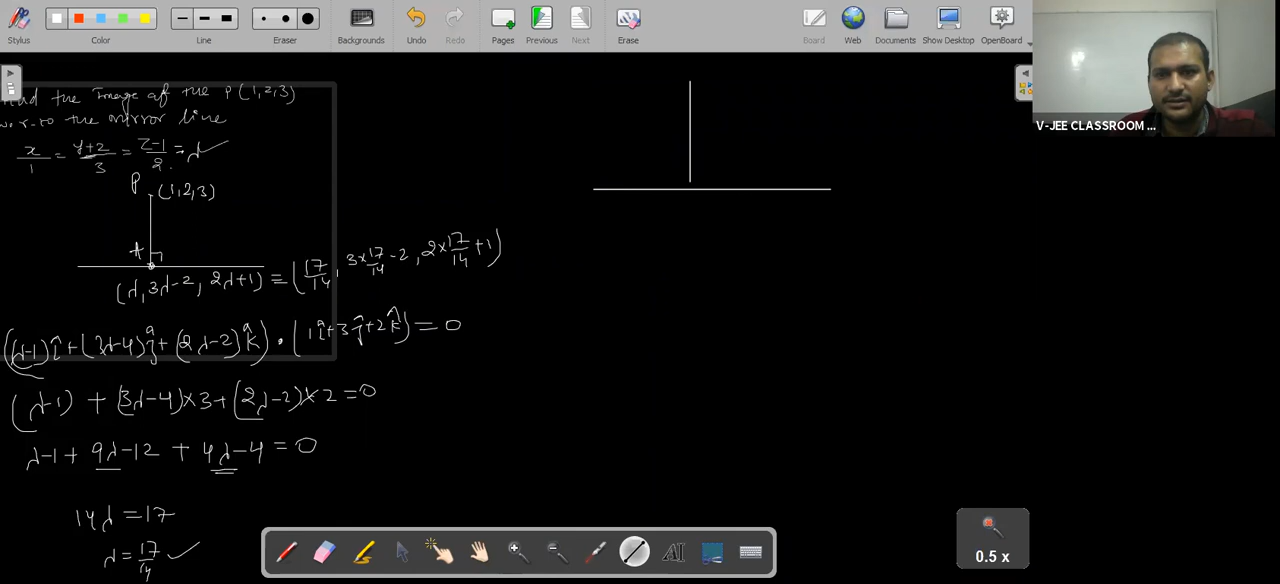 Stylus
Color
Line
Eraser
Backgrounds
Undo
Redo
Pages
Previous
Next
Erase
Board
Web
Documents
Show Desktop
OpenBoard
V-JEE CLASSROOM ...
the Image of the P(1,2,3)
to the mirror line
x/1 = y+2/3 = z-1/2 = λ ✓
P (1,2,3)
A
(λ, 3λ-2, 2λ+1) = (17/14, 3×17/14 - 2, 2×17/14 + 1)
((λ-1)î + (3λ-4)ĵ + (2λ-2)k̂) · (1î+3ĵ+2k̂) = 0
(λ-1) + (3λ-4)×3 + (2λ-2)×2 = 0
λ-1 + 9λ-12 + 4λ-4 = 0
14λ = 17
λ = 17/14 ✓
AI
0.5 x